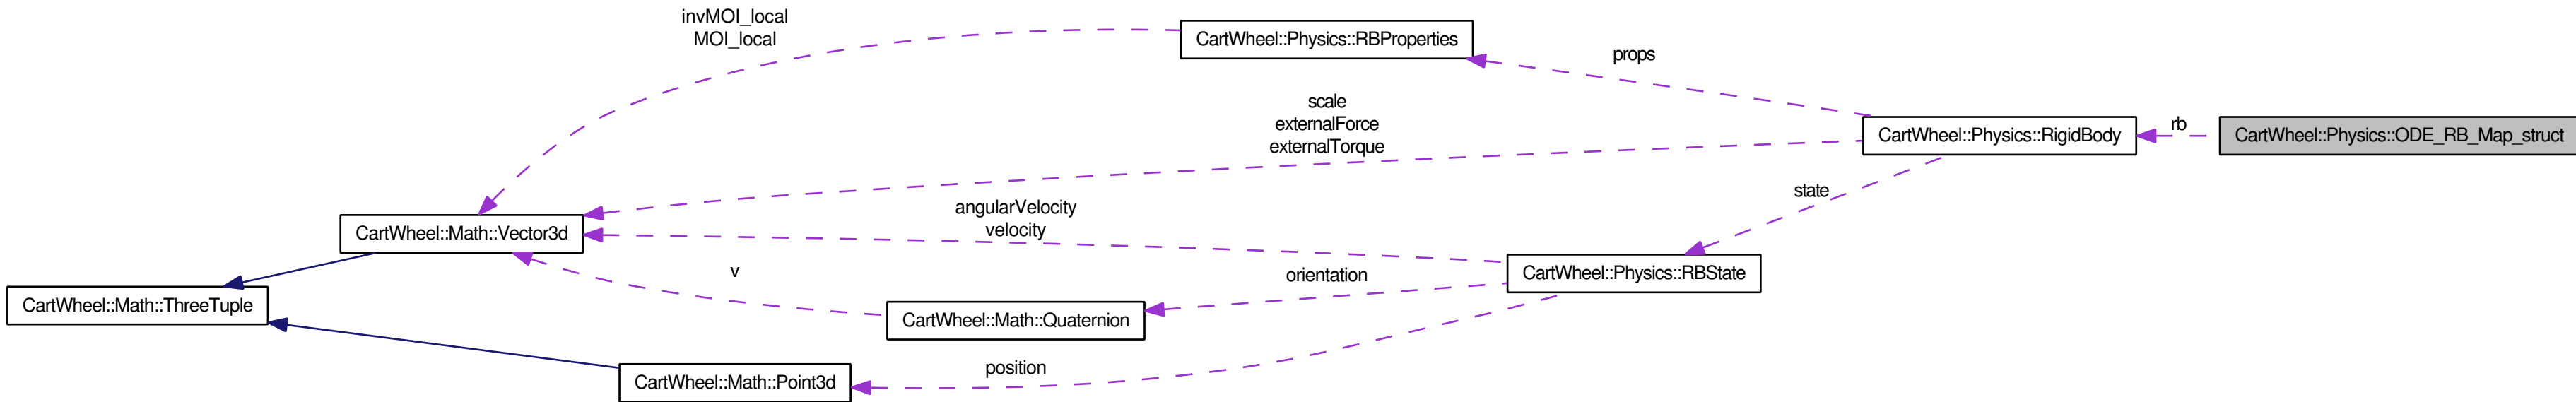 invMOI_local
MOI_local
CartWheel::Physics::RBProperties
props
scale
externalForce
externalTorque
CartWheel::Physics::RigidBody
rb
CartWheel::Physics::ODE_RB_Map_struct
state
angularVelocity
velocity
CartWheel::Math::Vector3d
v
orientation
CartWheel::Physics::RBState
CartWheel::Math::ThreeTuple
CartWheel::Math::Quaternion
position
CartWheel::Math::Point3d